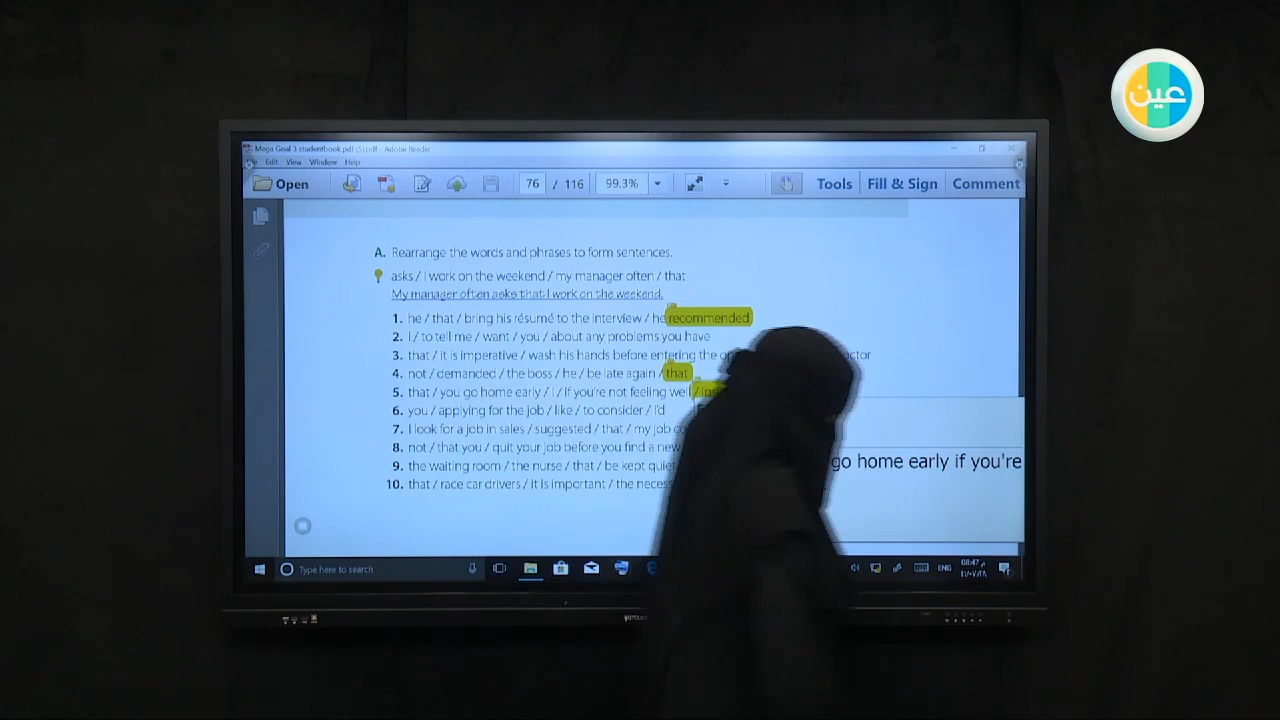 عين
Mega Goal 3 studentbook.pdf (5).pdf - Adobe Reader
Edit View Window Help
Open 76 / 116 99.3% Tools Fill & Sign Comment
A. Rearrange the words and phrases to form sentences.
asks / I work on the weekend / my manager often / that
My manager often asks that I work on the weekend.
1. he / that / bring his résumé to the interview / he recommended
2. I / to tell me / want / you / about any problems you have
3. that / it is imperative / wash his hands before entering the
4. not / demanded / the boss / he / be late again / that
5. that / you go home early / I / if you're not feeling well /
6. you / applying for the job / like / to consider / I'd
7. I look for a job in sales / suggested / that / my job
8. not / that you / quit your job before you find a new
9. the waiting room / the nurse / that / be kept quiet
10. that / race car drivers / it is important / the
go home early if you're
Type here to search
ENG 08:47